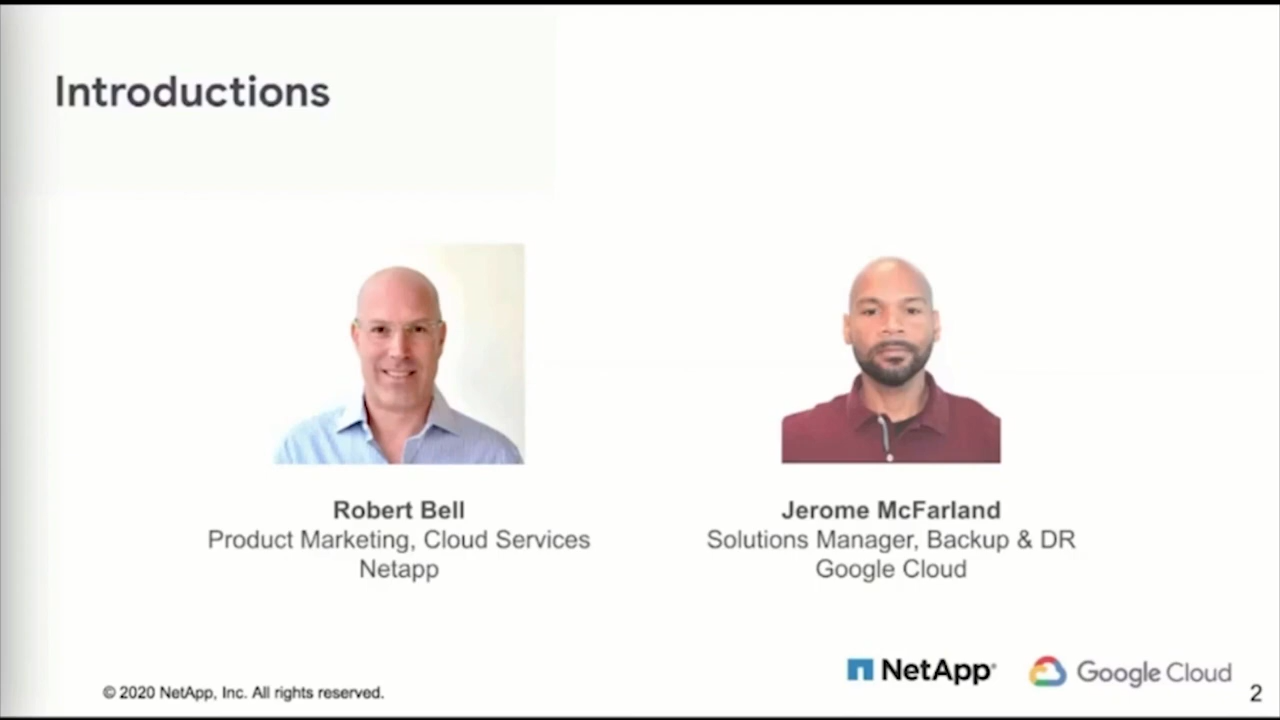 Introductions
Robert Bell
Product Marketing, Cloud Services
Netapp
Jerome McFarland
Solutions Manager, Backup & DR
Google Cloud
© 2020 NetApp, Inc. All rights reserved.
NetApp
Google Cloud
2